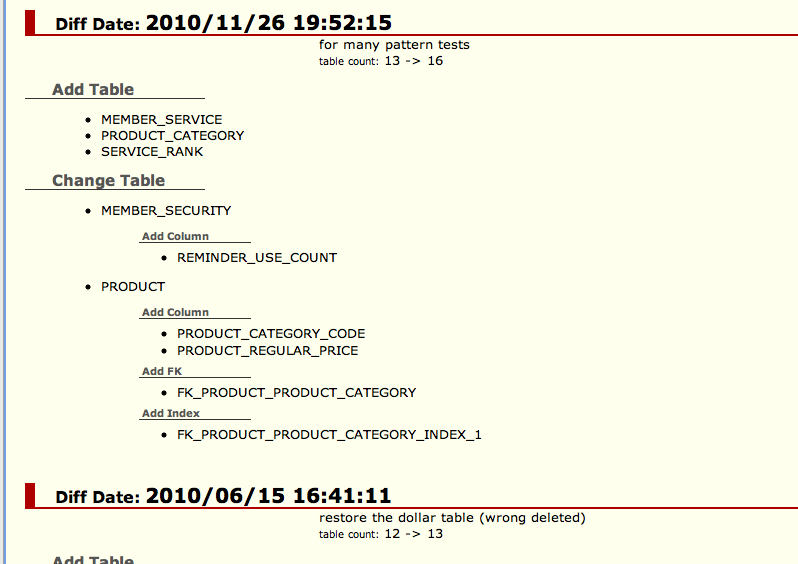 Diff Date: 2010/11/26 19:52:15
for many pattern tests
table count: 13 -> 16
Add Table
MEMBER_SERVICE
PRODUCT_CATEGORY
SERVICE_RANK
Change Table
MEMBER_SECURITY
Add Column
REMINDER_USE_COUNT
PRODUCT
Add Column
PRODUCT_CATEGORY_CODE
PRODUCT_REGULAR_PRICE
Add FK
FK_PRODUCT_PRODUCT_CATEGORY
Add Index
FK_PRODUCT_PRODUCT_CATEGORY_INDEX_1
Diff Date: 2010/06/15 16:41:11
restore the dollar table (wrong deleted)
table count: 12 -> 13
Add Table